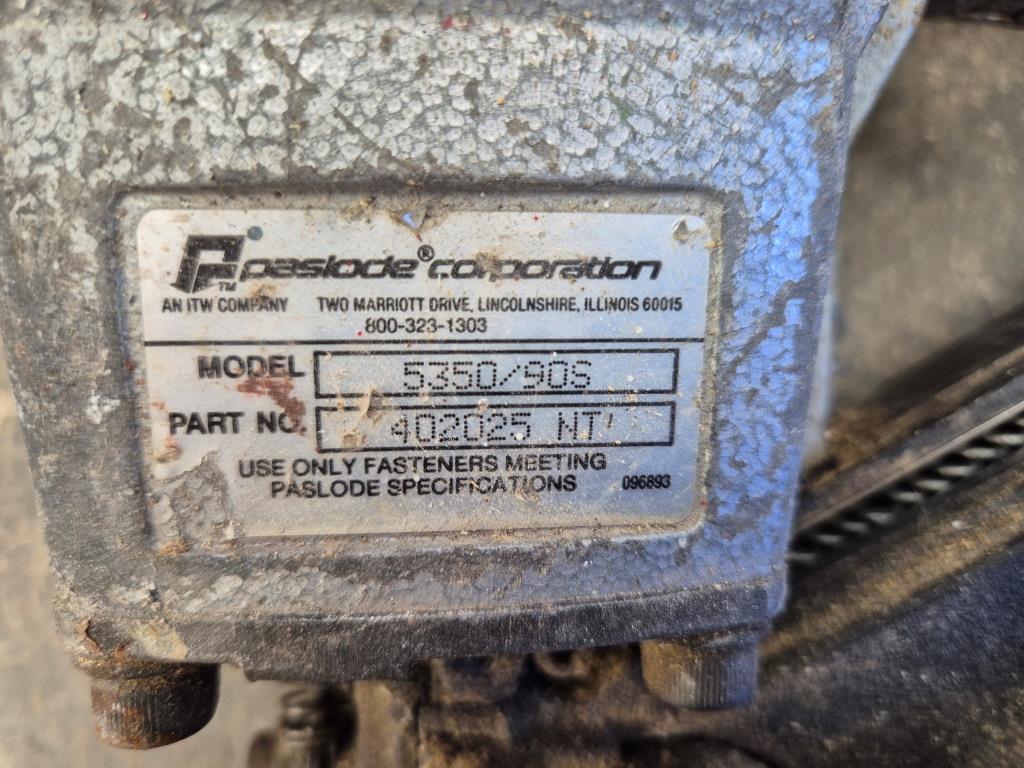 paslode® corporation
TM
AN ITW COMPANY TWO MARRIOTT DRIVE, LINCOLNSHIRE, ILLINOIS 60015
800-323-1303
MODEL 5350/90S
PART NO. 402025 NT
USE ONLY FASTENERS MEETING
PASLODE SPECIFICATIONS 096893